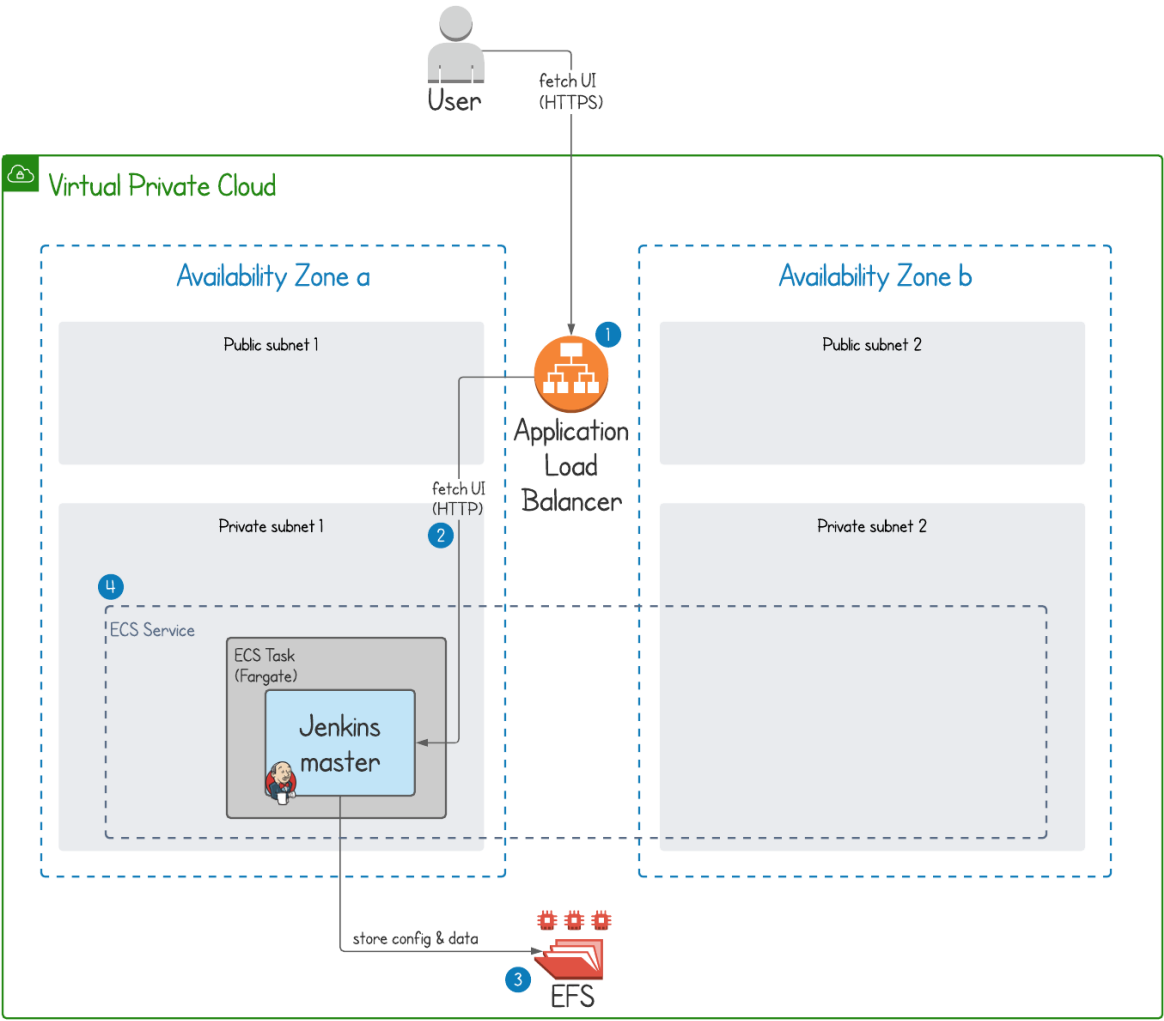 User
fetch UI
(HTTPS)
Virtual Private Cloud
Availability Zone a
Availability Zone b
Public subnet 1
Public subnet 2
1
Application
Load
Balancer
fetch UI
(HTTP)
2
Private subnet 1
Private subnet 2
4
ECS Service
ECS Task
(Fargate)
Jenkins
master
store config & data
3
EFS